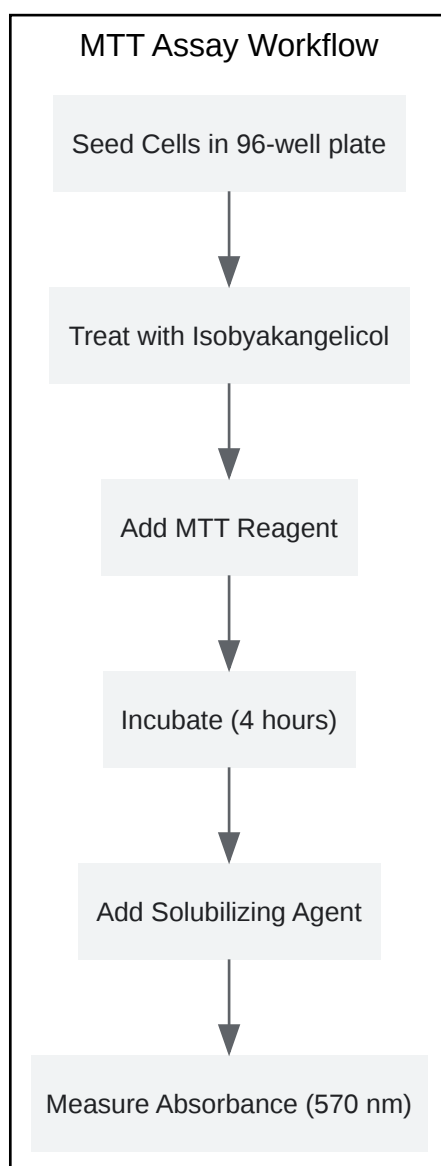 MTT Assay Workflow
Seed Cells in 96-well plate
Treat with Isobyakangelicol
Add MTT Reagent
Incubate (4 hours)
Add Solubilizing Agent
Measure Absorbance (570 nm)